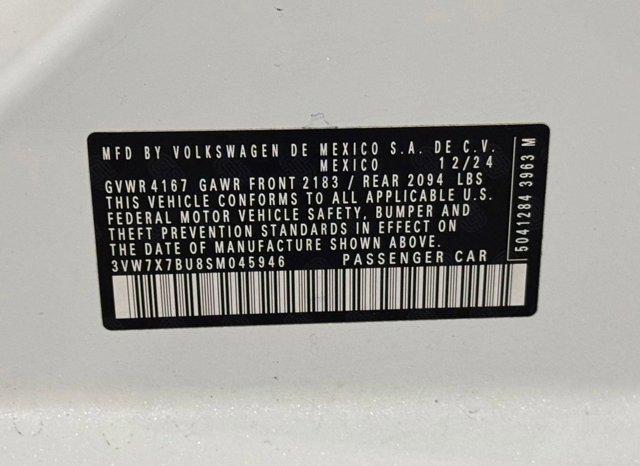 MFD BY VOLKSWAGEN DE MEXICO S.A. DE C.V.
MEXICO 12/24
GVWR 4167 GAWR FRONT 2183 / REAR 2094 LBS
THIS VEHICLE CONFORMS TO ALL APPLICABLE U.S.
FEDERAL MOTOR VEHICLE SAFETY, BUMPER AND
THEFT PREVENTION STANDARDS IN EFFECT ON
THE DATE OF MANUFACTURE SHOWN ABOVE.
3VW7X7BU8SM045946 PASSENGER CAR
5041284 3963 M